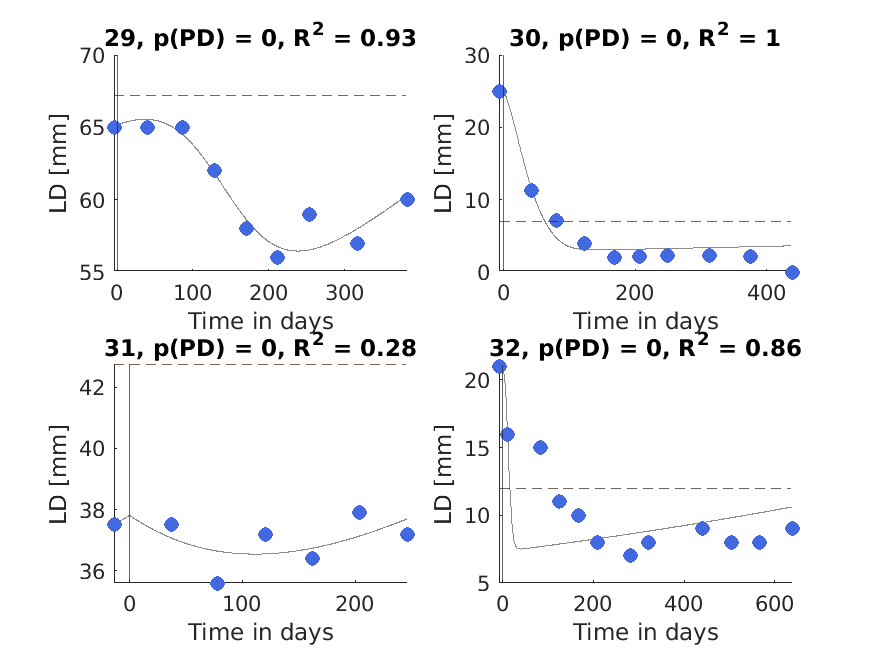 29, p(PD) = 0, R² = 0.93
70
65
60
55
LD [mm]
0 100 200 300
Time in days
30, p(PD) = 0, R² = 1
30
20
10
0
LD [mm]
0 200 400
Time in days
31, p(PD) = 0, R² = 0.28
42
40
38
36
LD [mm]
0 100 200
Time in days
32, p(PD) = 0, R² = 0.86
20
15
10
5
LD [mm]
0 200 400 600
Time in days